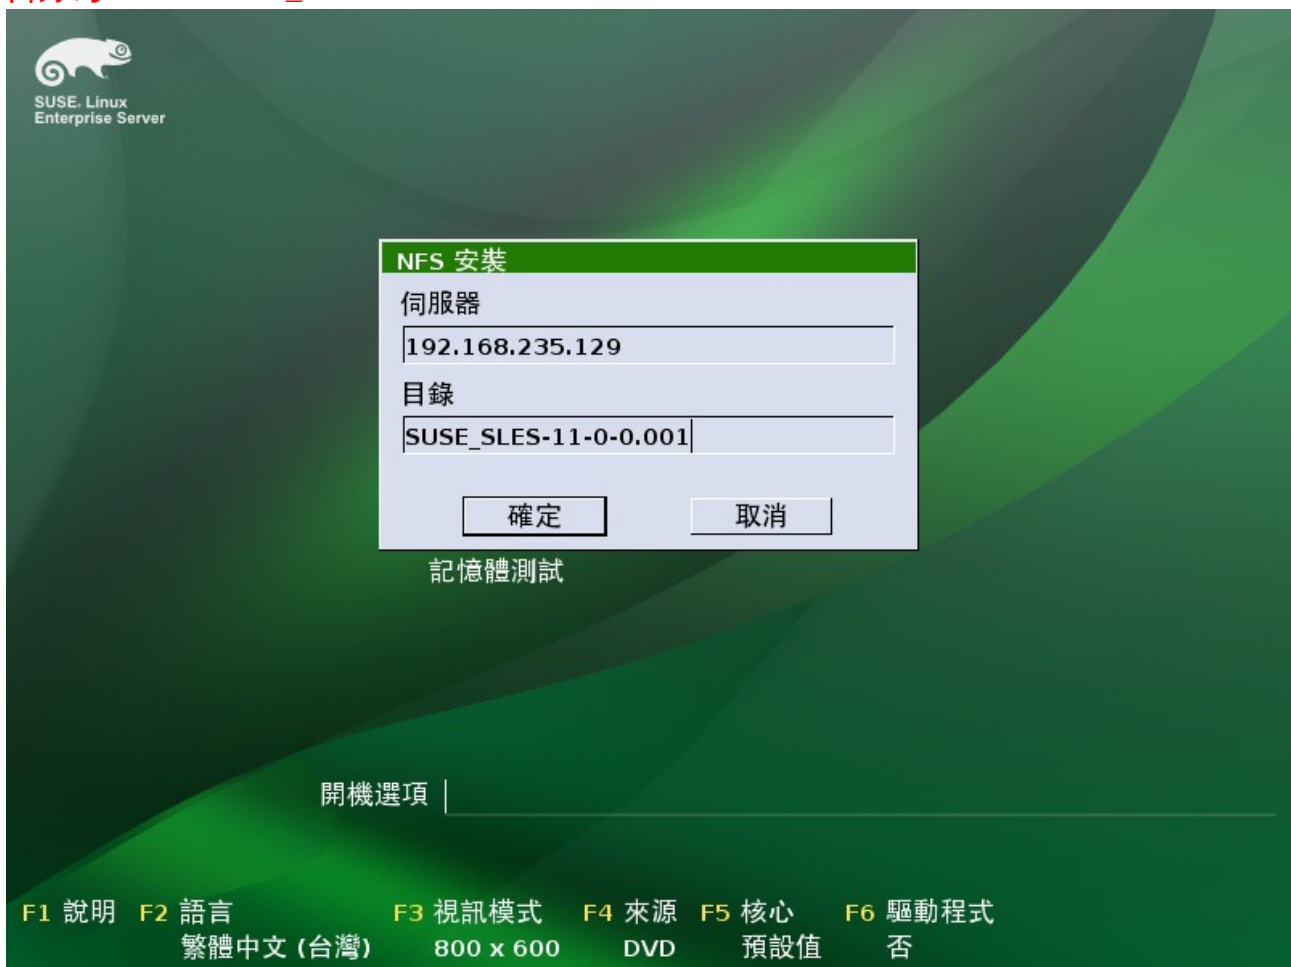 SUSE. Linux
Enterprise Server
NFS 安裝
伺服器
192.168.235.129
目錄
SUSE_SLES-11-0-0.001
確定 取消
記憶體測試
開機選項
F1 說明 F2 語言 F3 視訊模式 F4 來源 F5 核心 F6 驅動程式
繁體中文 (台灣) 800 x 600 DVD 預設值 否